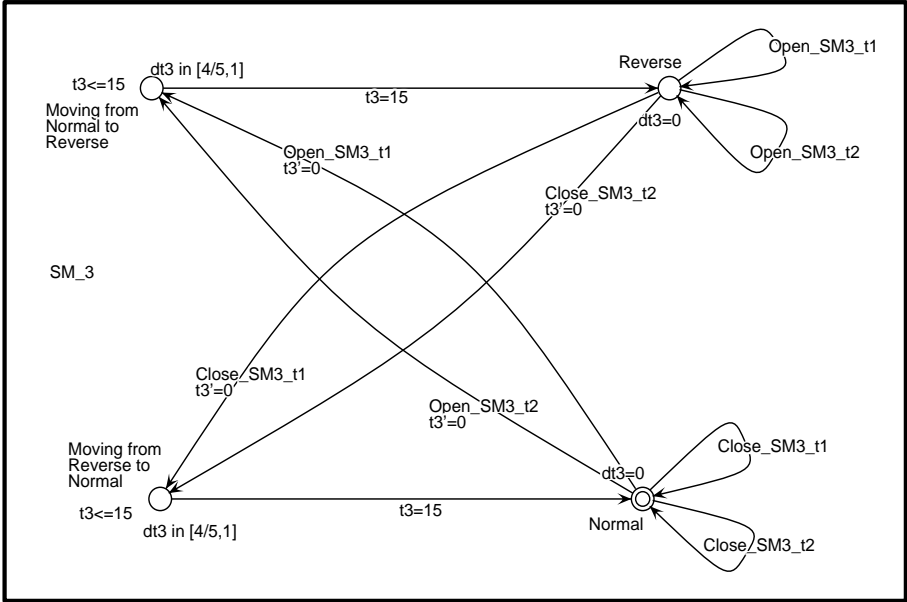 Reverse
Open_SM3_t1
dt3 in [4/5,1]
t3<=15
t3=15
dt3=0
Moving from
Normal to
Reverse
Open_SM3_t1
t3'=0
Open_SM3_t2
Close_SM3_t2
t3'=0
SM_3
Close_SM3_t1
t3'=0
Open_SM3_t2
t3'=0
Moving from
Reverse to
Normal
Close_SM3_t1
dt3=0
t3<=15
t3=15
dt3 in [4/5,1]
Normal
Close_SM3_t2